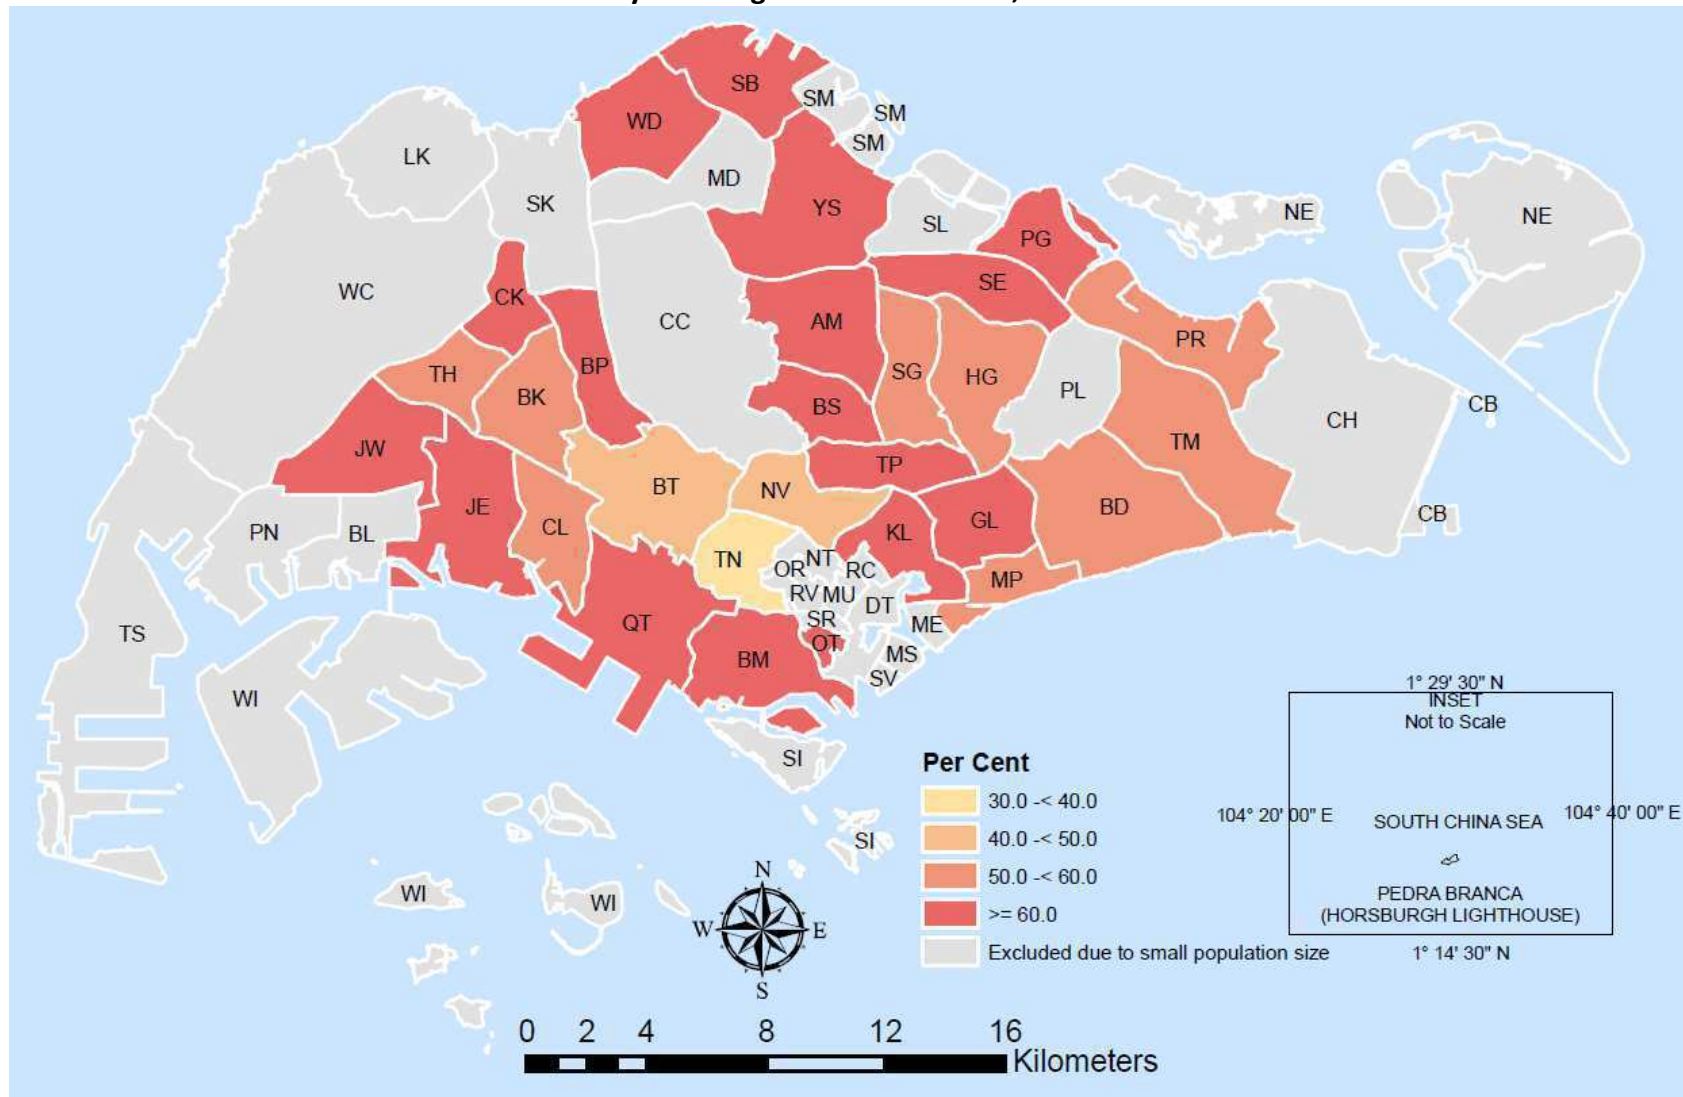 SB
SM
SM
WD
SM
LK
MD
SK
YS
NE
NE
SL
PG
WC
CK
SE
CC
AM
PR
TH
BP
SG
HG
BK
PL
BS
CB
CH
JW
TM
TP
BT
NV
JE
BD
CB
GL
PN
BL
CL
KL
TN
NT
OR
RC
MP
RV
MU
DT
SR
ME
TS
QT
OT
BM
MS
SV
WI
SI
SI
WI
WI
1° 29' 30" N
INSET
Not to Scale
104° 20' 00" E
104° 40' 00" E
SOUTH CHINA SEA
PEDRA BRANCA
(HORSBURGH LIGHTHOUSE)
1° 14' 30" N
Per Cent
30.0 -< 40.0
40.0 -< 50.0
50.0 -< 60.0
>= 60.0
Excluded due to small population size
N
W
E
S
0 2 4 8 12 16
Kilometers